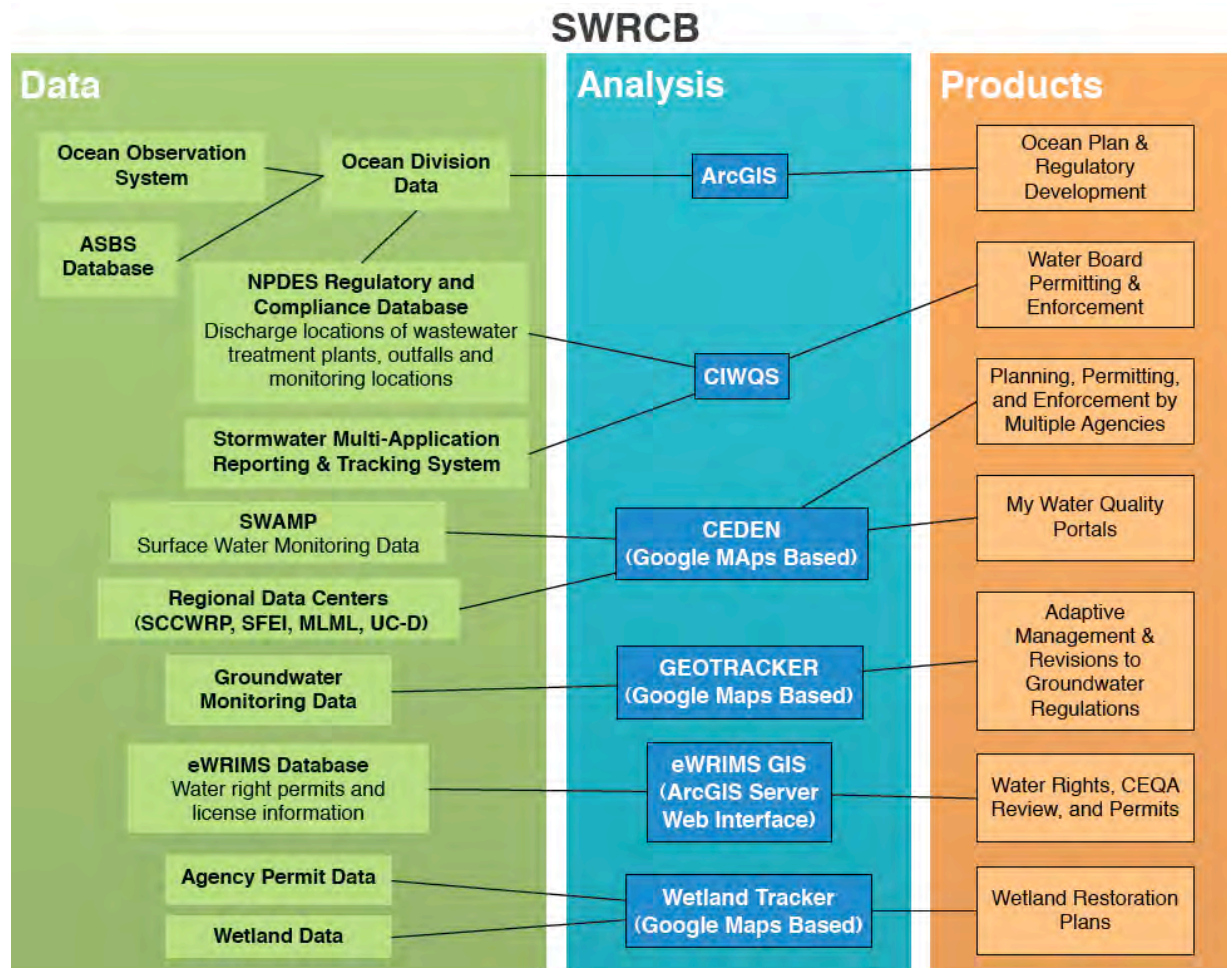 SWRCB
Data
Ocean Observation
System
Ocean Division
Data
ASBS
Database
NPDES Regulatory and
Compliance Database
Discharge locations of wastewater
treatment plants, outfalls and
monitoring locations
Stormwater Multi-Application
Reporting & Tracking System
SWAMP
Surface Water Monitoring Data
Regional Data Centers
(SCCWRP, SFEI, MLML, UC-D)
Groundwater
Monitoring Data
eWRIMS Database
Water right permits and
license information
Agency Permit Data
Wetland Data
Analysis
ArcGIS
CIWQS
CEDEN
(Google MAps Based)
GEOTRACKER
(Google Maps Based)
eWRIMS GIS
(ArcGIS Server
Web Interface)
Wetland Tracker
(Google Maps Based)
Products
Ocean Plan &
Regulatory
Development
Water Board
Permitting &
Enforcement
Planning, Permitting,
and Enforcement by
Multiple Agencies
My Water Quality
Portals
Adaptive
Management &
Revisions to
Groundwater
Regulations
Water Rights, CEQA
Review, and Permits
Wetland Restoration
Plans